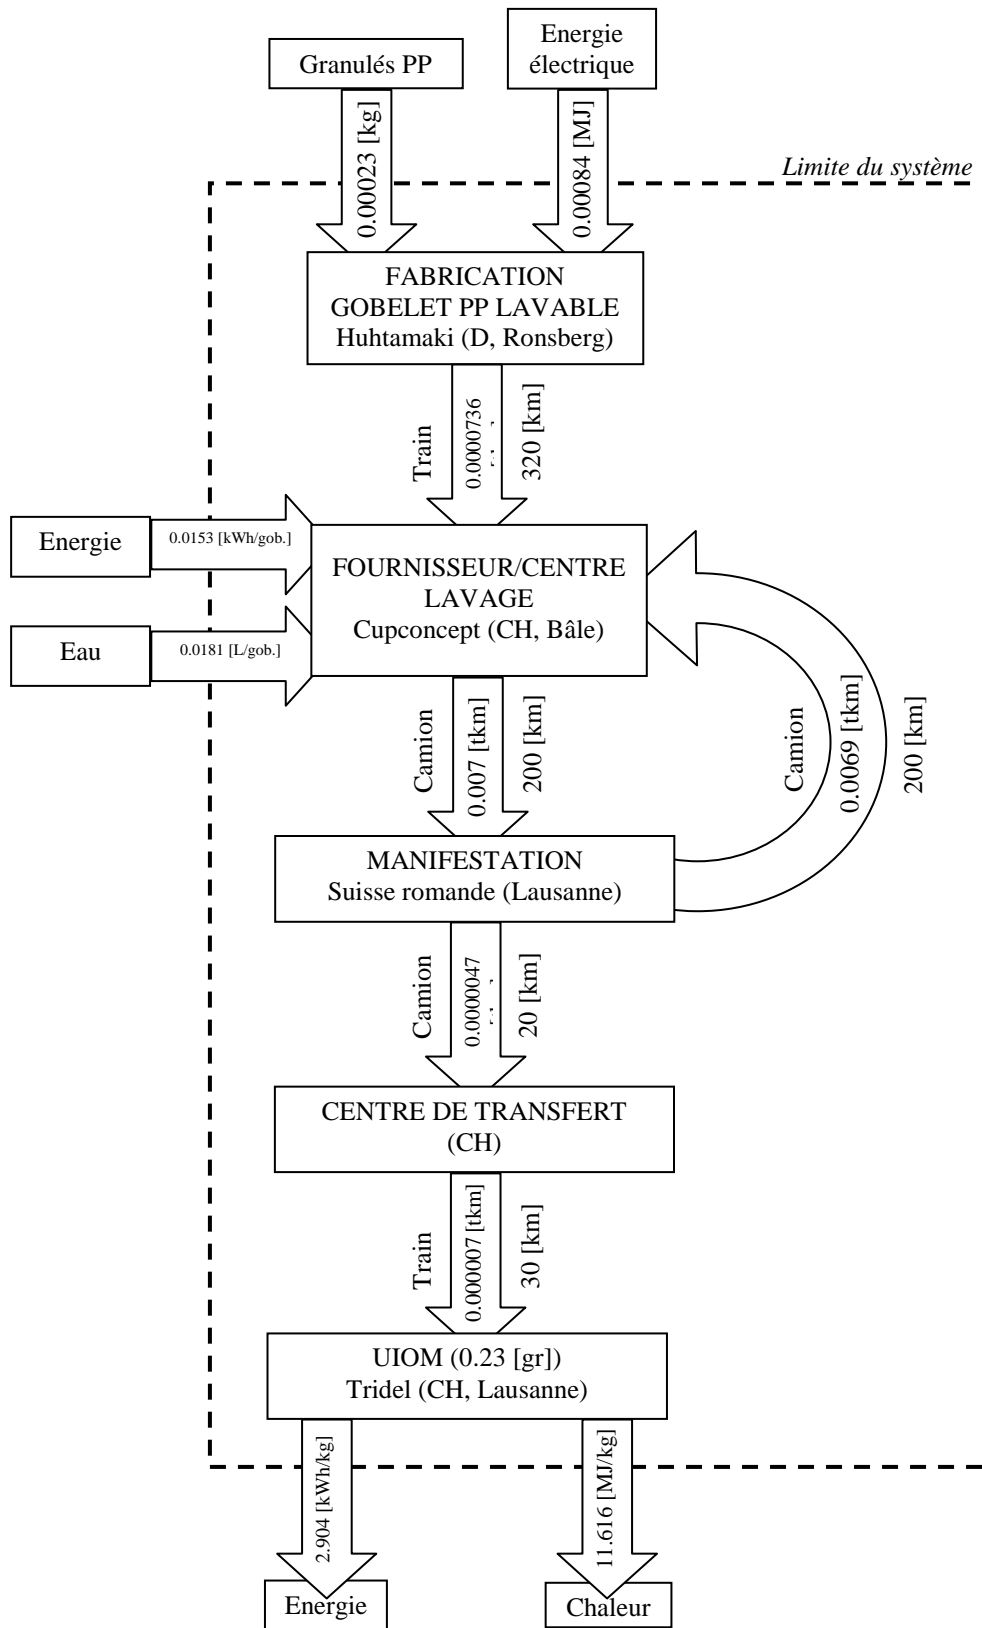 Granulés PP
Energie
électrique
0.00023 [kg]
0.00084 [MJ]
Limite du système
FABRICATION
GOBELET PP LAVABLE
Huhtamaki (D, Ronsberg)
Train
0.0000736
320 [km]
Energie
0.0153 [kWh/gob.]
Eau
0.0181 [L/gob.]
FOURNISSEUR/CENTRE
LAVAGE
Cupconcept (CH, Bâle)
Camion
0.007 [tkm]
200 [km]
Camion
0.0069 [tkm]
200 [km]
MANIFESTATION
Suisse romande (Lausanne)
Camion
0.0000047
20 [km]
CENTRE DE TRANSFERT
(CH)
Train
0.000007 [tkm]
30 [km]
UIOM (0.23 [gr])
Tridel (CH, Lausanne)
2.904 [kWh/kg]
11.616 [MJ/kg]
Energie
Chaleur